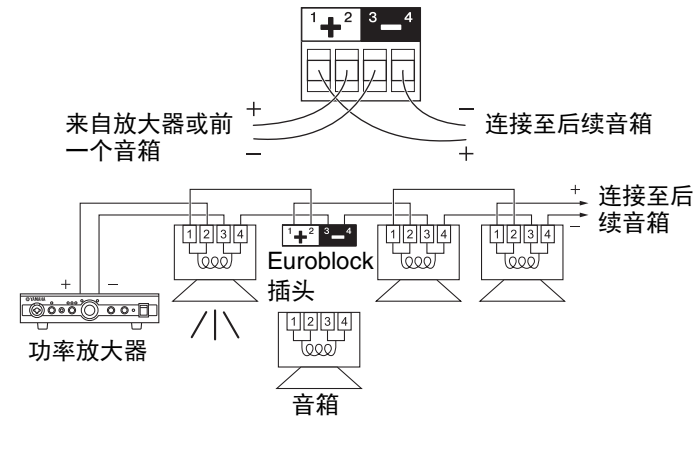 1 + 2 3 − 4
+ −
来自放大器或前
一个音箱
连接至后续音箱
− +
+ 连接至后
− 续音箱
1 2 3 4
1 + 2 3 − 4
1 2 3 4
1 2 3 4
Euroblock
插头
+ −
YAMAHA
功率放大器
1 2 3 4
音箱